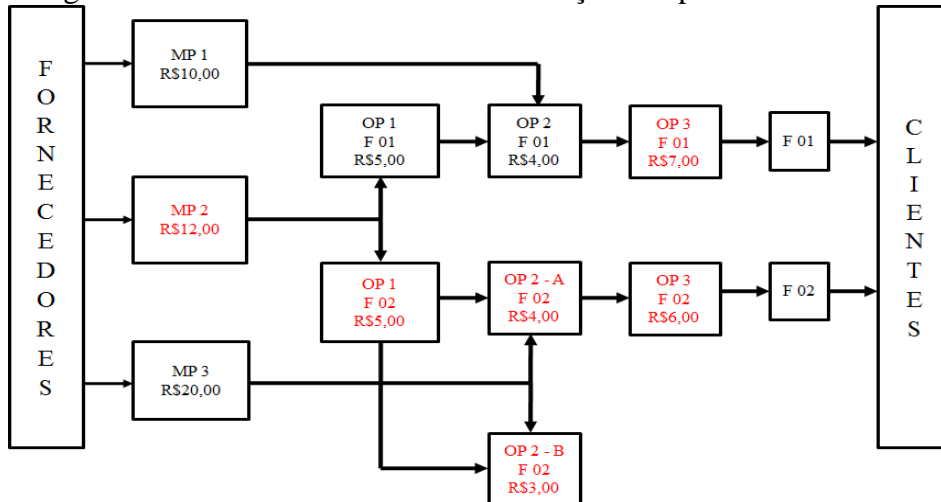 FORNECEDORES
MP 1
R$10,00
MP 2
R$12,00
MP 3
R$20,00
OP 1
F 01
R$5,00
OP 2
F 01
R$4,00
OP 3
F 01
R$7,00
F 01
OP 1
F 02
R$5,00
OP 2 - A
F 02
R$4,00
OP 3
F 02
R$6,00
F 02
OP 2 - B
F 02
R$3,00
CLIENTES